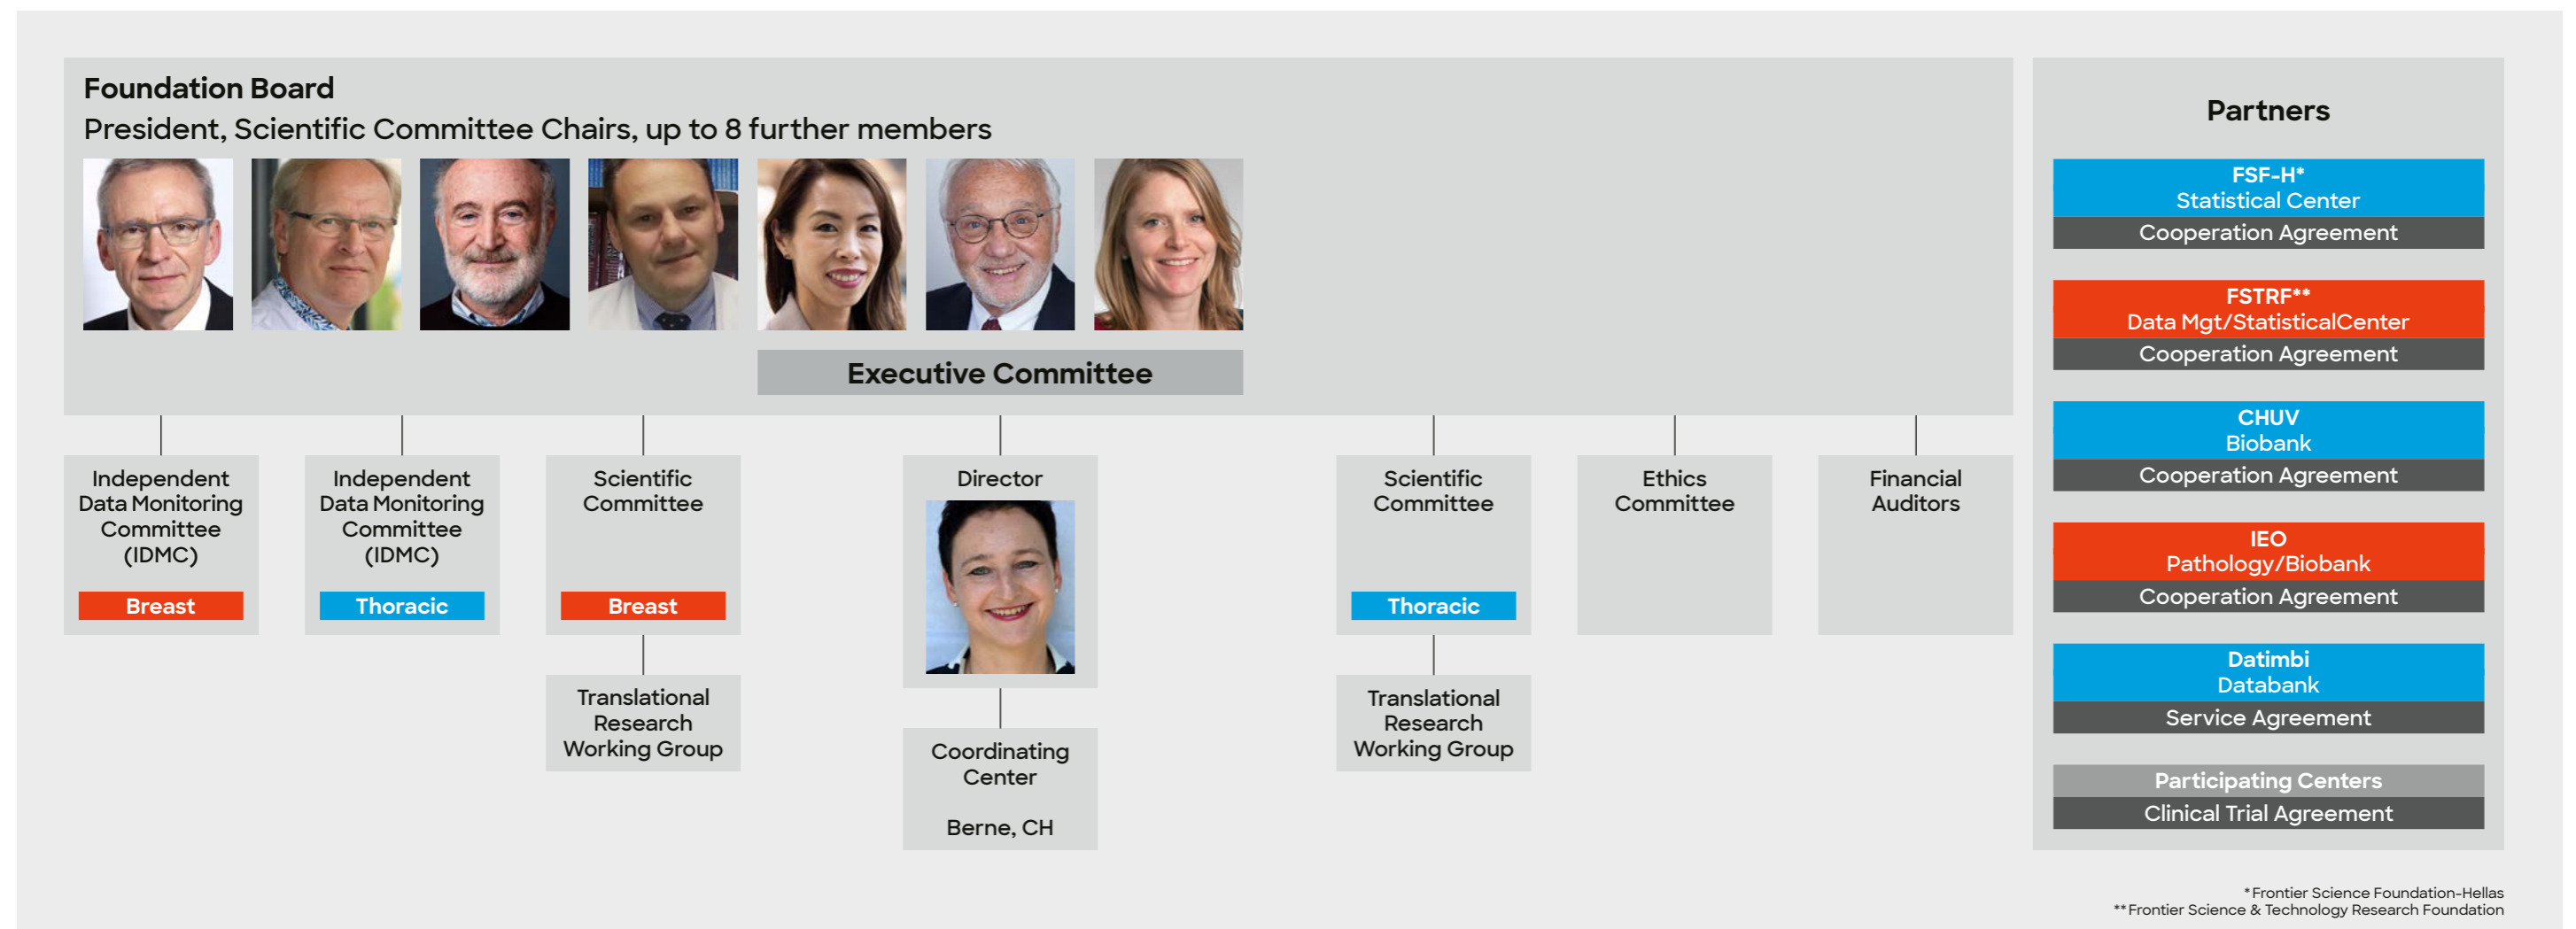 Foundation Board
President, Scientific Committee Chairs, up to 8 further members
Executive Committee
Independent
Data Monitoring
Committee
(IDMC)
Breast
Independent
Data Monitoring
Committee
(IDMC)
Thoracic
Scientific
Committee
Breast
Translational
Research
Working Group
Director
Coordinating
Center
Berne, CH
Scientific
Committee
Thoracic
Translational
Research
Working Group
Ethics
Committee
Financial
Auditors
Partners
FSF-H*
Statistical Center
Cooperation Agreement
FSTRF**
Data Mgt/StatisticalCenter
Cooperation Agreement
CHUV
Biobank
Cooperation Agreement
IEO
Pathology/Biobank
Cooperation Agreement
Datimbi
Databank
Service Agreement
Participating Centers
Clinical Trial Agreement
*Frontier Science Foundation-Hellas
**Frontier Science & Technology Research Foundation